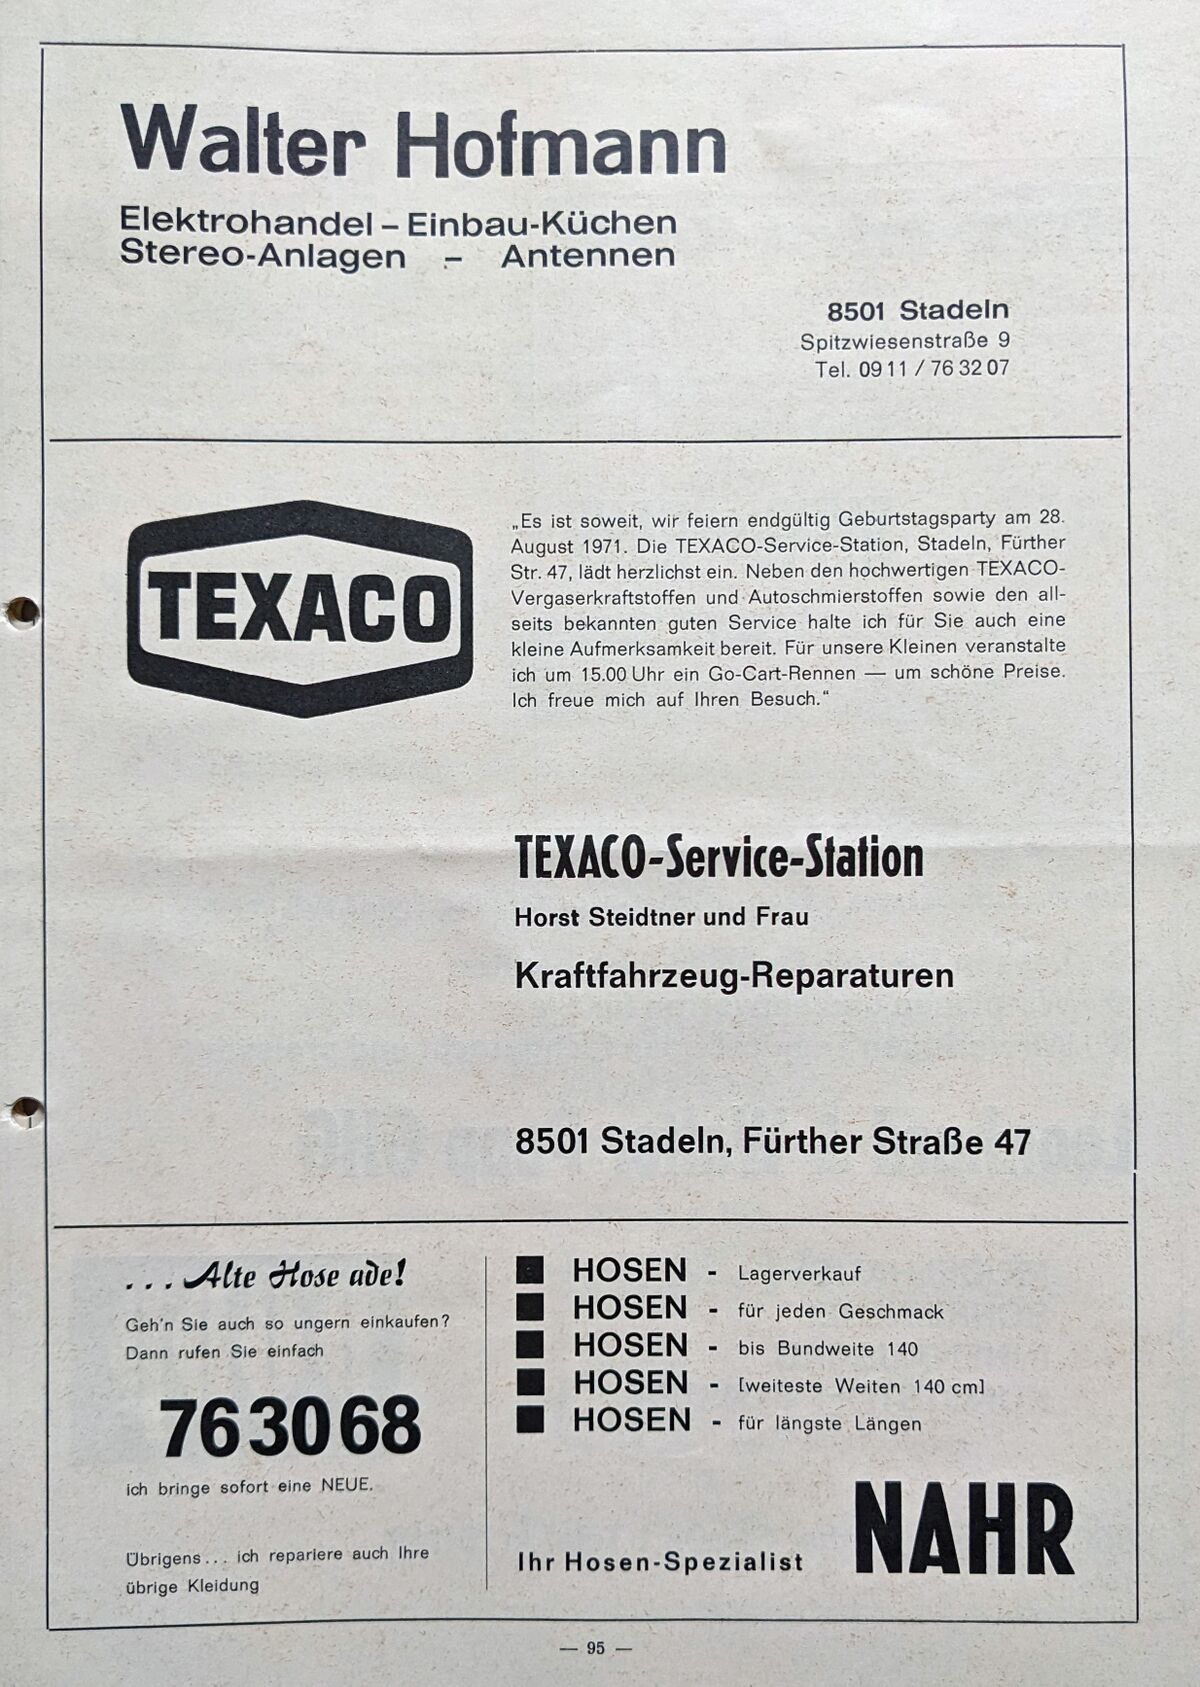 Walter Hofmann
Elektrohandel – Einbau-Küchen
Stereo-Anlagen – Antennen
8501 Stadeln
Spitzwiesenstraße 9
Tel. 09 11 / 76 32 07
TEXACO
„Es ist soweit, wir feiern endgültig Geburtstagsparty am 28.
August 1971. Die TEXACO-Service-Station, Stadeln, Fürther
Str. 47, lädt herzlichst ein. Neben den hochwertigen TEXACO-
Vergaserkraftstoffen und Autoschmierstoffen sowie den all-
seits bekannten guten Service halte ich für Sie auch eine
kleine Aufmerksamkeit bereit. Für unsere Kleinen veranstalte
ich um 15.00 Uhr ein Go-Cart-Rennen — um schöne Preise.
Ich freue mich auf Ihren Besuch.“
TEXACO-Service-Station
Horst Steidtner und Frau
Kraftfahrzeug-Reparaturen
8501 Stadeln, Fürther Straße 47
. . . Alte Hose ade!
Geh'n Sie auch so ungern einkaufen?
Dann rufen Sie einfach
76 30 68
ich bringe sofort eine NEUE.
Übrigens . . . ich repariere auch Ihre
übrige Kleidung
■ HOSEN - Lagerverkauf
■ HOSEN - für jeden Geschmack
■ HOSEN - bis Bundweite 140
■ HOSEN - [weiteste Weiten 140 cm]
■ HOSEN - für längste Längen
Ihr Hosen-Spezialist NAHR
— 95 —